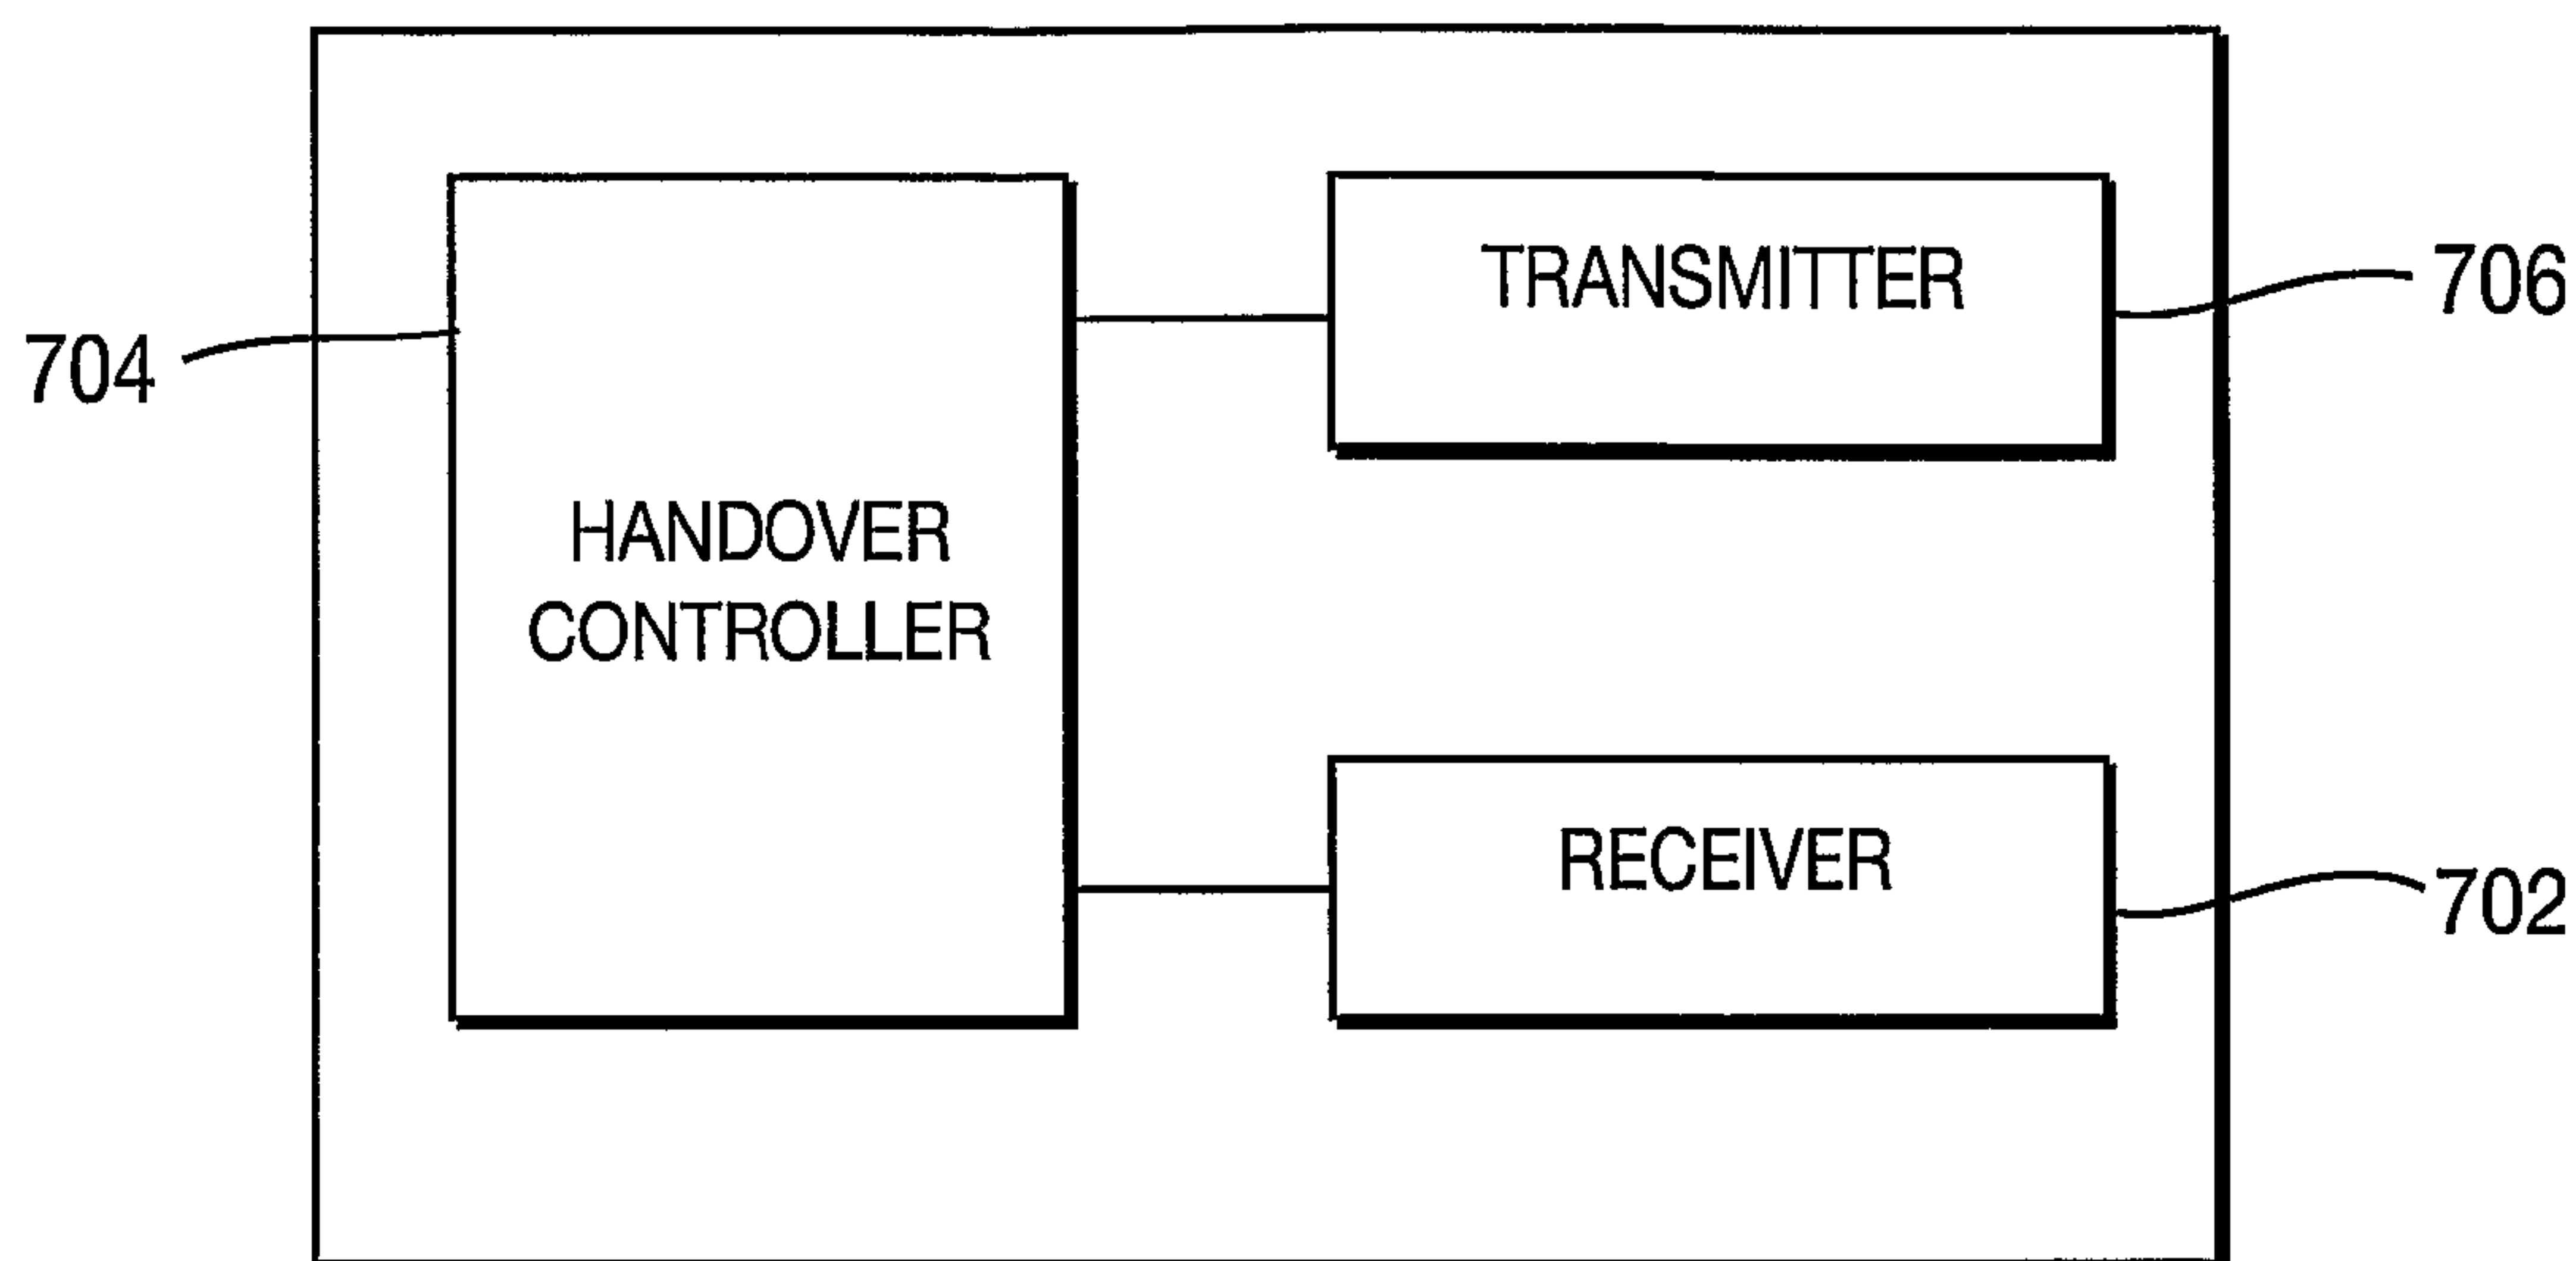 TRANSMITTER
706
704
HANDOVER
CONTROLLER
RECEIVER
702